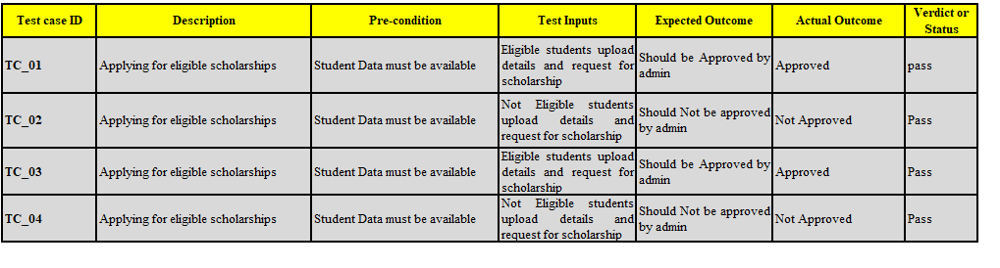 Test case ID Description Pre-condition Test Inputs Expected Outcome Actual Outcome Verdict or Status
TC_01 Applying for eligible scholarships Student Data must be available Eligible students upload details and request for scholarship Should be Approved by admin Approved pass
TC_02 Applying for eligible scholarships Student Data must be available Not Eligible students upload details and request for scholarship Should Not be approved by admin Not Approved Pass
TC_03 Applying for eligible scholarships Student Data must be available Eligible students upload details and request for scholarship Should be Approved by admin Approved Pass
TC_04 Applying for eligible scholarships Student Data must be available Not Eligible students upload details and request for scholarship Should Not be approved by admin Not Approved Pass